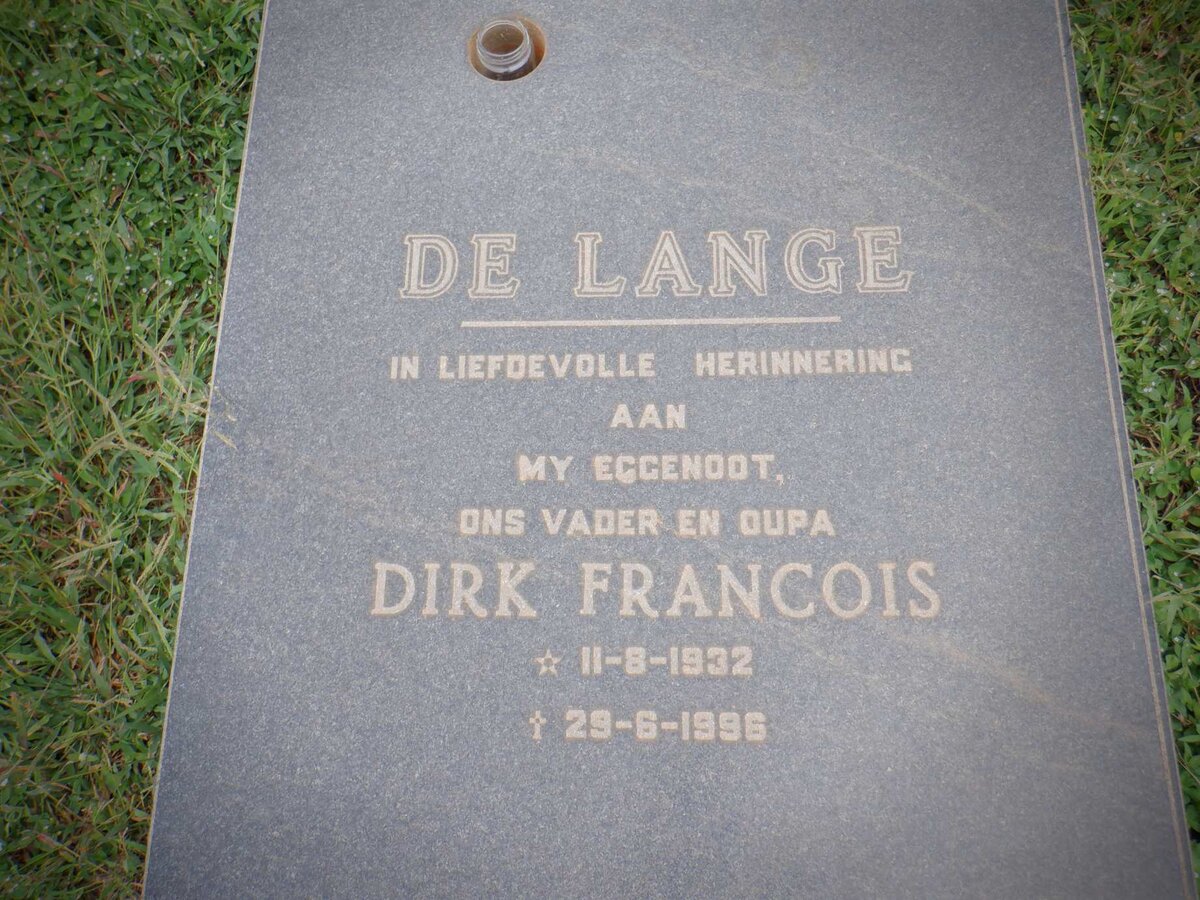 DE LANGE
IN LIEFDEVOLLE HERINNERING
AAN
MY EGGENOOT,
ONS VADER EN OUPA
DIRK FRANCOIS
☆ 11-8-1932
✝ 29-6-1996